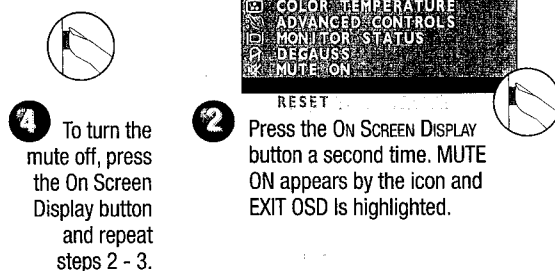 COLOR TEMPERATURE
ADVANCED CONTROLS
MONITOR STATUS
DEGAUSS
MUTE ON
RESET
4 To turn the
mute off, press
the On Screen
Display button
and repeat
steps 2 - 3.
2 Press the ON SCREEN DISPLAY
button a second time. MUTE
ON appears by the icon and
EXIT OSD Is highlighted.